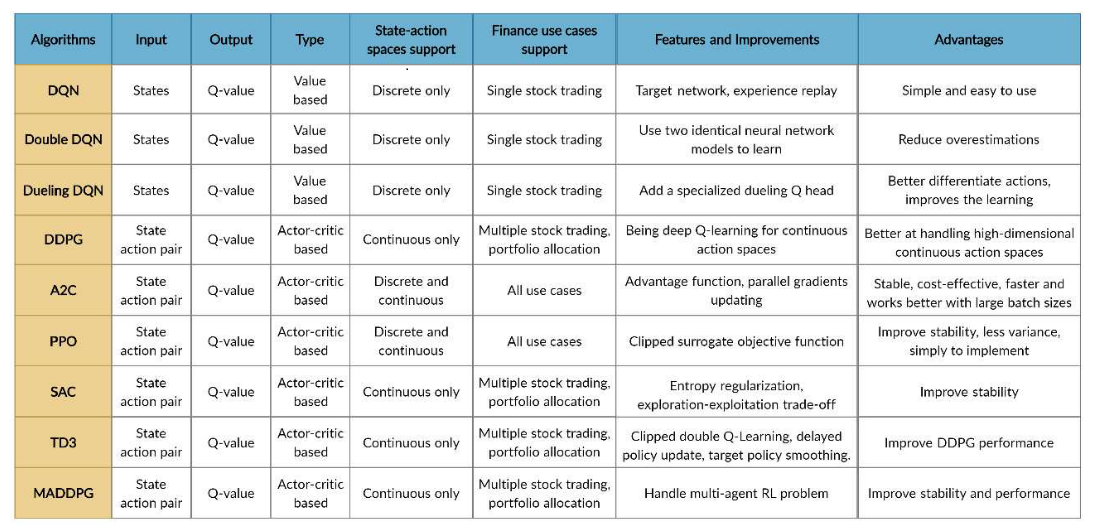 Algorithms Input Output Type State-action spaces support Finance use cases support Features and Improvements Advantages
DQN States Q-value Value based Discrete only Single stock trading Target network, experience replay Simple and easy to use
Double DQN States Q-value Value based Discrete only Single stock trading Use two identical neural network models to learn Reduce overestimations
Dueling DQN States Q-value Value based Discrete only Single stock trading Add a specialized dueling Q head Better differentiate actions, improves the learning
DDPG State action pair Q-value Actor-critic based Continuous only Multiple stock trading, portfolio allocation Being deep Q-learning for continuous action spaces Better at handling high-dimensional continuous action spaces
A2C State action pair Q-value Actor-critic based Discrete and continuous All use cases Advantage function, parallel gradients updating Stable, cost-effective, faster and works better with large batch sizes
PPO State action pair Q-value Actor-critic based Discrete and continuous All use cases Clipped surrogate objective function Improve stability, less variance, simply to implement
SAC State action pair Q-value Actor-critic based Continuous only Multiple stock trading, portfolio allocation Entropy regularization, exploration-exploitation trade-off Improve stability
TD3 State action pair Q-value Actor-critic based Continuous only Multiple stock trading, portfolio allocation Clipped double Q-Learning, delayed policy update, target policy smoothing. Improve DDPG performance
MADDPG State action pair Q-value Actor-critic based Continuous only Multiple stock trading, portfolio allocation Handle multi-agent RL problem Improve stability and performance